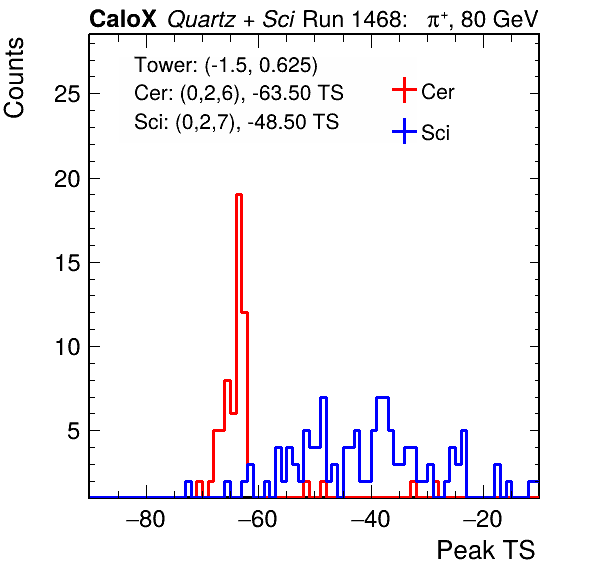 CaloX Quartz + Sci Run 1468: π⁺, 80 GeV
Counts
Tower: (-1.5, 0.625)
Cer: (0,2,6), -63.50 TS
Sci: (0,2,7), -48.50 TS
Cer
Sci
25
20
15
10
5
−80 −60 −40 −20
Peak TS